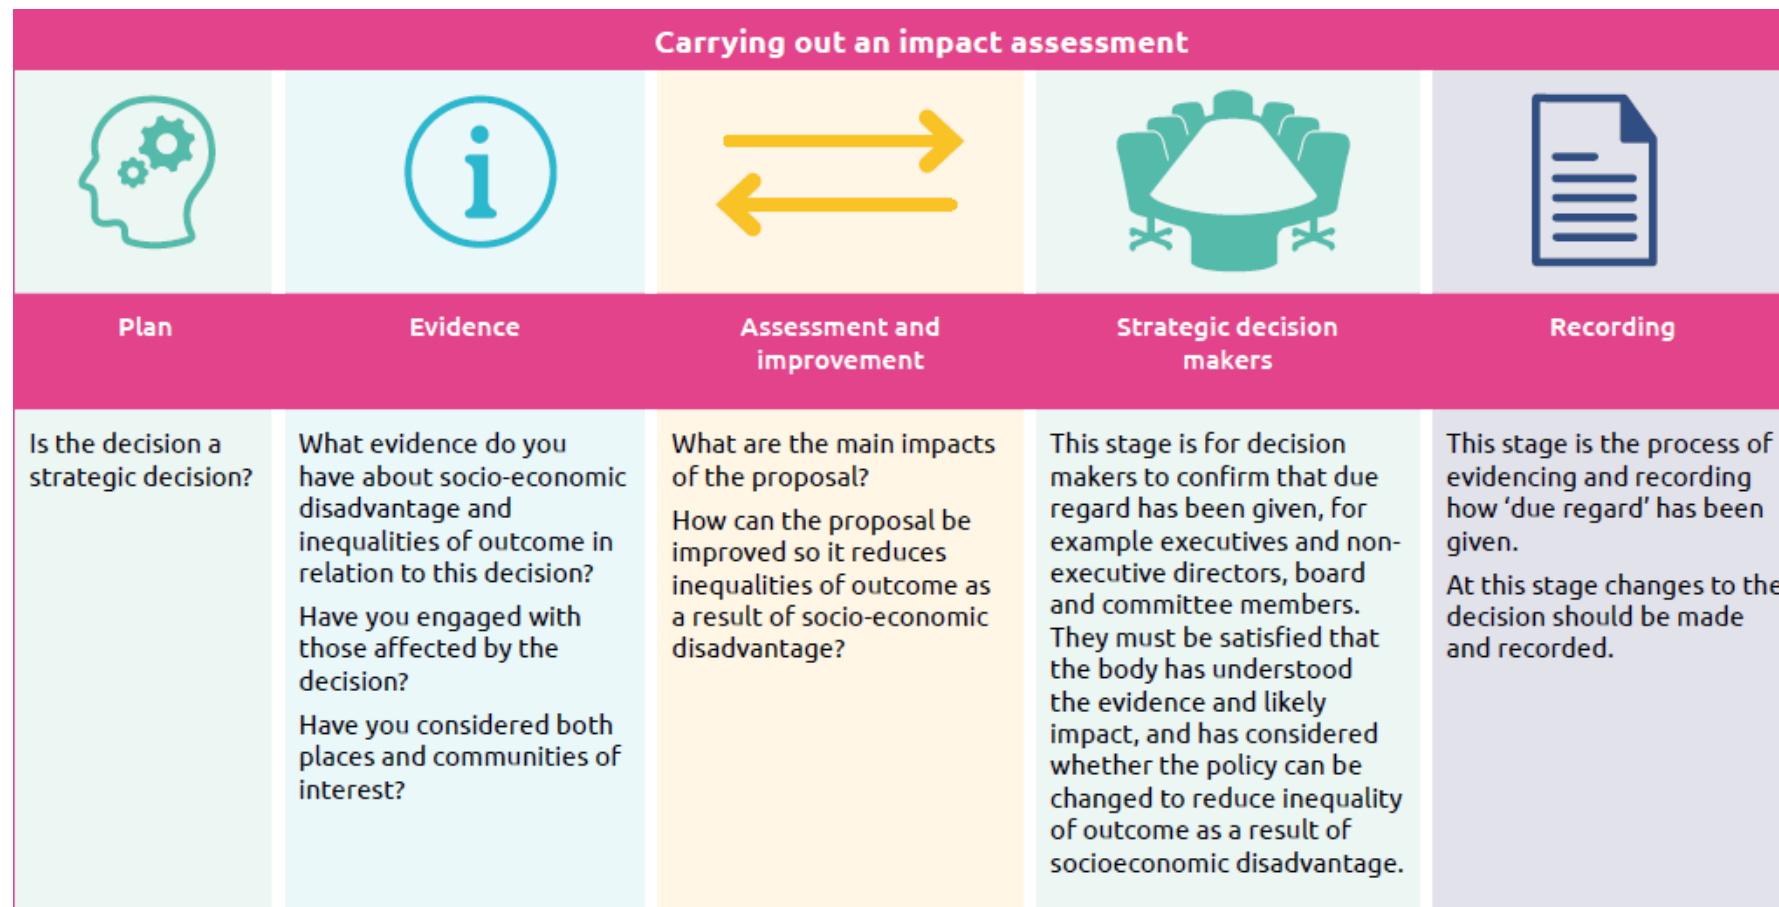 Carrying out an impact assessment
Plan
Evidence
Assessment and
improvement
Strategic decision
makers
Recording
Is the decision a
strategic decision?
What evidence do you
have about socio-economic
disadvantage and
inequalities of outcome in
relation to this decision?
Have you engaged with
those affected by the
decision?
Have you considered both
places and communities of
interest?
What are the main impacts
of the proposal?
How can the proposal be
improved so it reduces
inequalities of outcome as
a result of socio-economic
disadvantage?
This stage is for decision
makers to confirm that due
regard has been given, for
example executives and non-
executive directors, board
and committee members.
They must be satisfied that
the body has understood
the evidence and likely
impact, and has considered
whether the policy can be
changed to reduce inequality
of outcome as a result of
socioeconomic disadvantage.
This stage is the process of
evidencing and recording
how ‘due regard’ has been
given.
At this stage changes to the
decision should be made
and recorded.